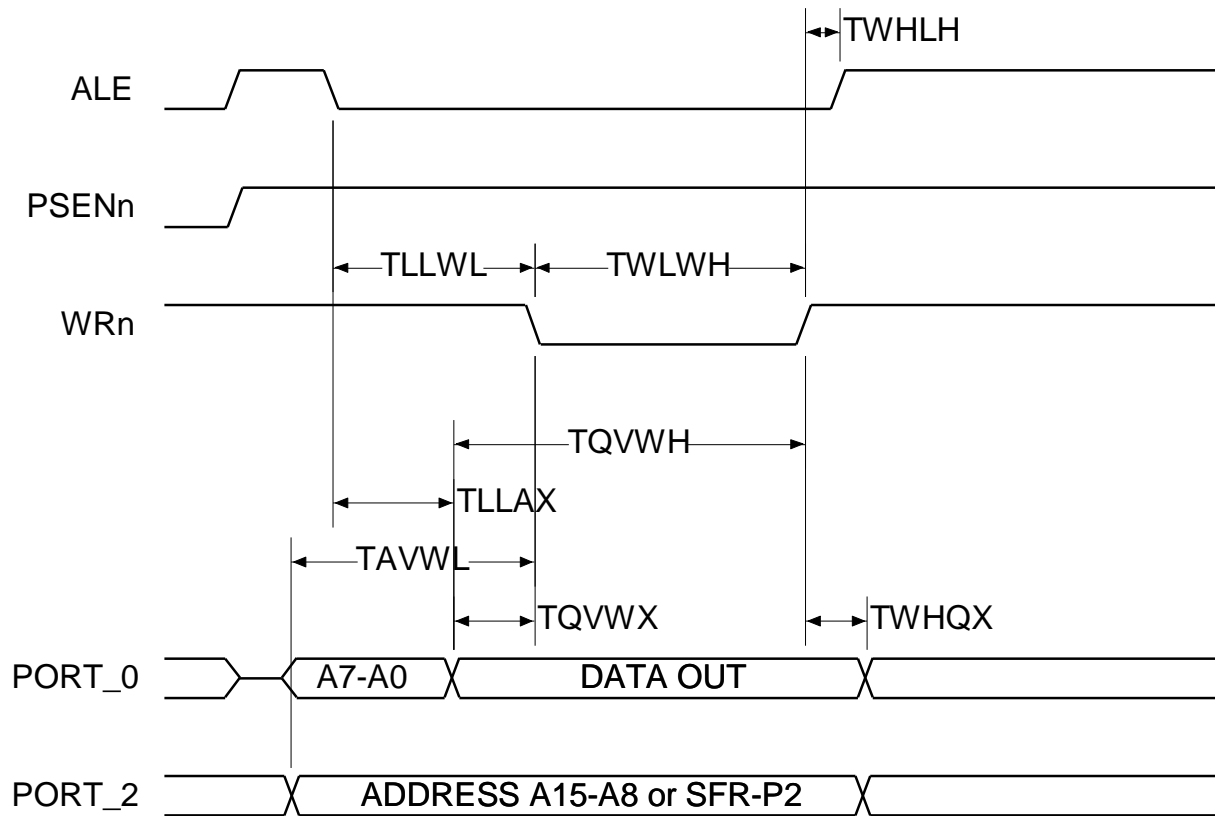 TWHLH
ALE
PSENn
TLLWL TWLWH
WRn
TQVWH
TLLAX
TAVWL
TQVWX TWHQX
PORT_0 A7-A0 DATA OUT
PORT_2 ADDRESS A15-A8 or SFR-P2